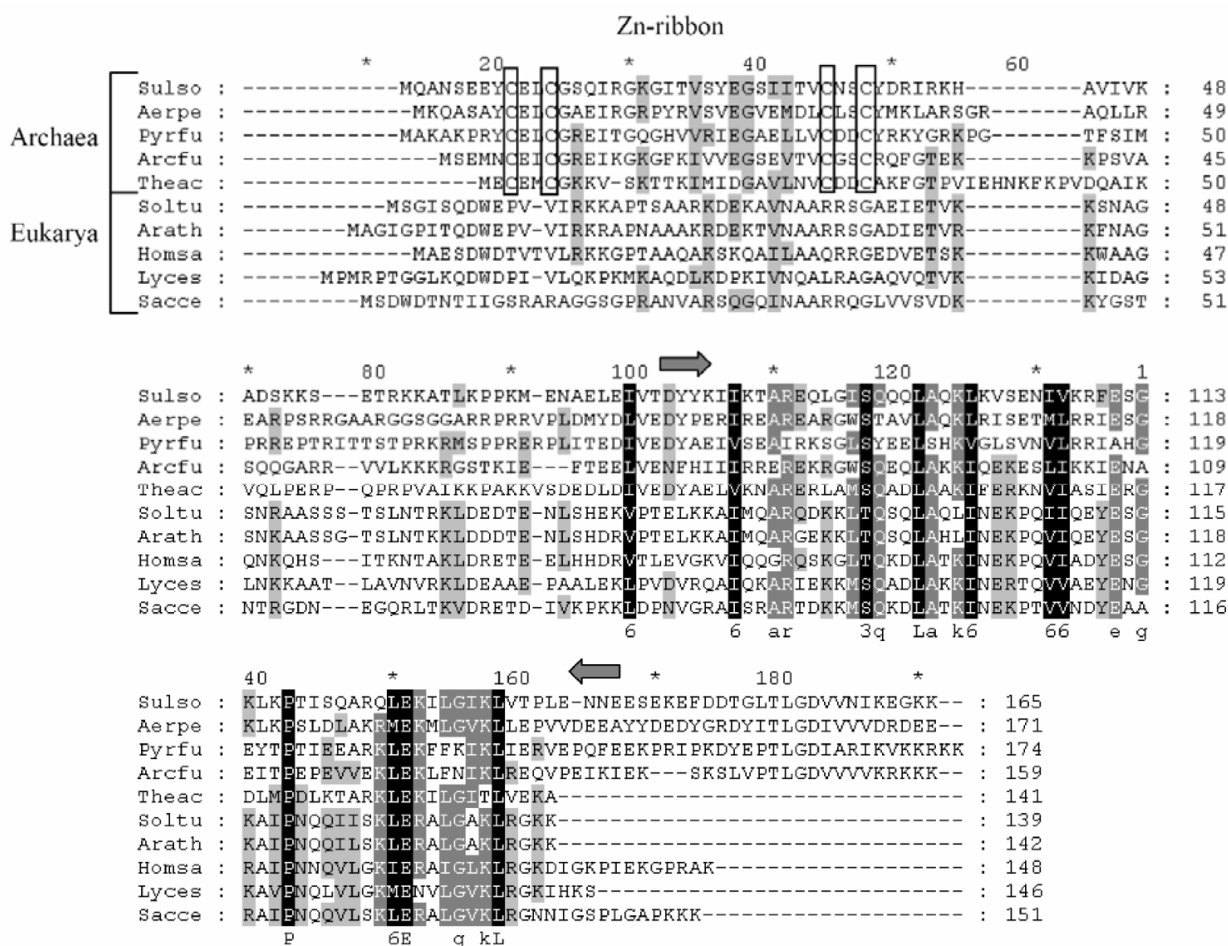 Zn-ribbon
* 20 * 40 * 60
Archaea
Eukarya
Sulso : -------------MQANSEEYCELCGSQIRGKGITVSYEGSIITVCNSCYDRIRKH---------AVIVK : 48
Aerpe : ------------MKQASAYCELCGAEIRGRPYRVSVEGVEMDLCLSCYMKLARSGR-------AQLLR : 49
Pyrfu : ------------MAKAKPRYCELCGREITGQGHVVRIEGAELLVCDDCYRKYGRKPG-------TFSIM : 50
Arcfu : ----------------MSEMNCEICGREIKGKGFKIVVEGSEVTVCGSCRQFGTEK---------KPSVA : 45
Theac : -------------------MECEMCGKKV-SKTTKIMIDGAVLNVCDDCAKFGTPVIEHNKFKPVDQAIK : 50
Soltu : ------------MSGISQDWEPV-VIRKKAPTSAARKDEKAVNAARRSGAEIETVK---------KSNAG : 48
Arath : ---------MAGIGPITQDWEPV-VIRKRAPNAAAKRDEKTVNAARRSGADIETVR---------KFNAG : 51
Homsa : -------------MAESDWDTVTVLRKKGPTAAQAKSKQAILAAQRRGEDVETSK---------KWAAG : 47
Lyces : -------MPMRPTGGLKQDWDPI-VLQKPKMKAQDLKDPKIVNQALRAGAQVQTVK---------KIDAG : 53
Sacce : ----------MSDWDTNTIIGSRARAGGSGPRANVARSQGQINAARRQGLVVSVDK---------KYGST : 51
* 80 * 100 * 120 * 1
Sulso : ADSKKS---ETRKKATLKPPKM-ENAELEIVTDYYKIIKTAREQLGISQQQLAQKLKVSENIVKRFESG : 113
Aerpe : EARPSRRGAARGGSGGARRPRRVPLDMYDLVEDYPERIREAREARGWSTAVLAQKLRISETMLRRIESG : 118
Pyrfu : PRREPTRITTSTPRKRMSPPRERPLITEDIVEDYAEIVSEAIRKSGLSYEELSHKVGLSVNVLRRIAHG : 119
Arcfu : SQQGARR--VVLKKKRGSTKIE---FTEELVENFHIIIRREREKRGWSQEQLAKKIQEKESLIKKIENA : 109
Theac : VQLPERP--QPRPVAIKKPAKKVSDEDLDIVEDYAELVKNARERLAMSQADLAAKIFERKNVIASIERG : 117
Soltu : SNRAASSS-TSLNTRKLDEDTE-NLSHEKVPTELKKAIMQARQDKKLTQSQLAQLINEKPQIIQEYESG : 115
Arath : SNKAASSG-TSLNTKKLDDDTE-NLSHDRVPTELKKAIMQARGEKKLTQSQLAHLINEKPQVIQEYESG : 118
Homsa : QNKQHS---ITKNTAKLDRETE-ELHHDRVTLEVGKVIQQGRQSKGLTQKDLATKINEKPQVIADYESG : 112
Lyces : LNKKAAT--LAVNVRKLDEAAE-PAALEKLPVDVRQAIQKARIEKKMSQADLAKKINERTQVVAEYENG : 119
Sacce : NTRGDN---EGQRLTKVDRETD-IVKPKKLDPNVGRAISRARTDKKMSQKDLATKINEKPTVVNDYEAA : 116
6 6 ar 3q La k6 66 e g
40 * 160 * 180 *
Sulso : KLKPTISQARQLEKILGIKLVTPLE-NNEESEKEFDDTGLTLGDVVNIKEGKK-- : 165
Aerpe : KLKPSLDLAKRMEKMLGVKLLEPVVDEEAYYDEDYGRDYITLGDVVVVDRDEE-- : 171
Pyrfu : EYTPTIEEARKLEKFFKIKLIERVEPQFEEKPRIPKDYEPTLGDIARIKVKKRKK : 174
Arcfu : EITPEPEVVEKLEKLFNIKLREQVPEIKIEK---SKSLVPTLGDVVVVVKRKKK- : 159
Theac : DLMPDLKTARKLEKILGITLVEKA------------------------------- : 141
Soltu : KAIPNQQIISKLERALGAKLRGKK------------------------------- : 139
Arath : KAIPNQQILSKLERALGAKLRGKK------------------------------- : 142
Homsa : RAIPNNQVLGKIERAIGLKLRGKDIGKPIEKGPRAK------------------- : 148
Lyces : KAVPNQLVLGKMENVLGVKLRGKIHKS---------------------------- : 146
Sacce : RAIPNQQVLSKLERALGVKLRGNNIGSPLGAPKKK-------------------- : 151
P 6E g kL